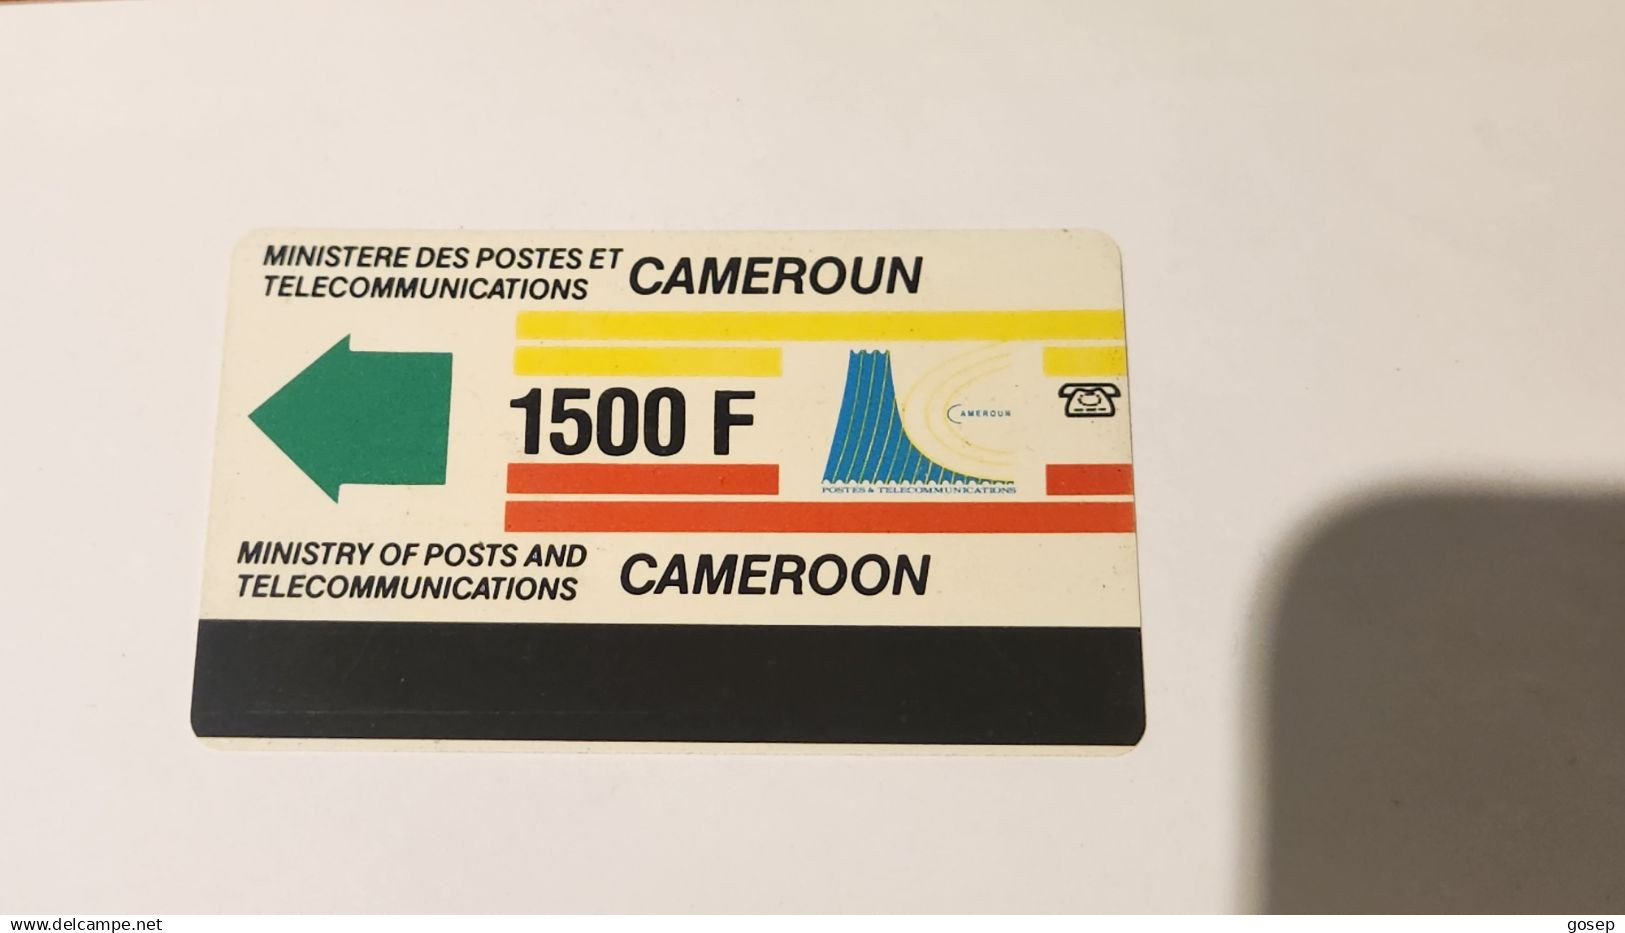 MINISTERE DES POSTES ET
TELECOMMUNICATIONS
CAMEROUN
1500 F
CAMEROUN
POSTES & TELECOMMUNICATIONS
MINISTRY OF POSTS AND
TELECOMMUNICATIONS
CAMEROON
www.delcampe.net
gosep